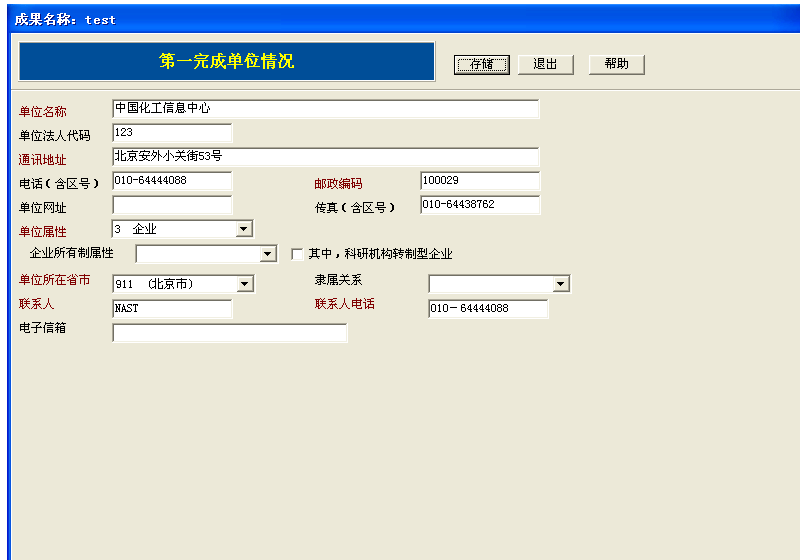 成果名称：test
第一完成单位情况
存储 退出 帮助
单位名称 中国化工信息中心
单位法人代码 123
通讯地址 北京安外小关街53号
电话（含区号） 010-64444088 邮政编码 100029
单位网址 传真（含区号） 010-64438762
单位属性 3 企业
企业所有制属性 其中，科研机构转制型企业
单位所在省市 911 （北京市） 隶属关系
联系人 NAST 联系人电话 010－64444088
电子信箱